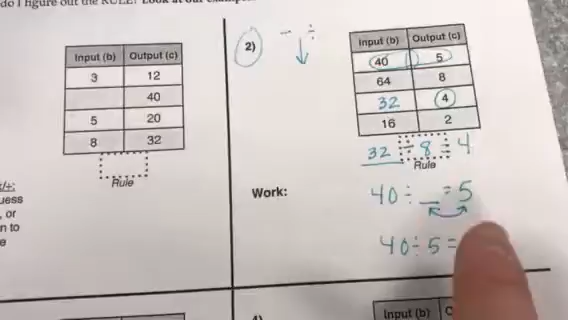 do I figure out the RULE? Look at our
Input (b) Output (c)
3 12
40
5 20
8 32
Rule
/+:
uess
, or
n to
e
2) - ÷ ↓
Input (b) Output (c)
40 5
64 8
32 4
16 2
32 ÷ 8 = 4
Rule
Work:
40 ÷ _ = 5
40 ÷ 5 =
4)
Input (b)